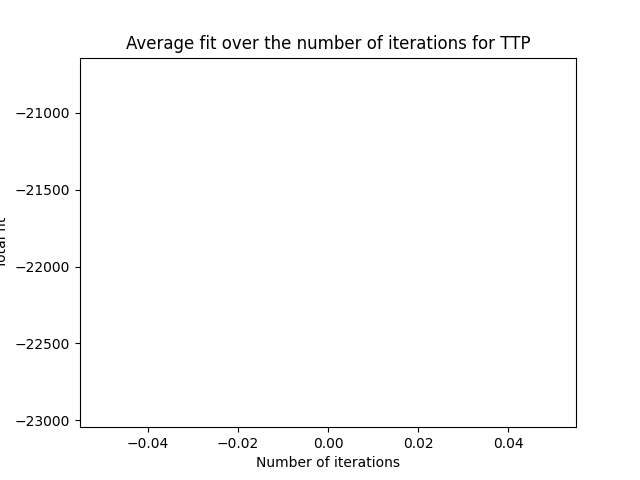 Average fit over the number of iterations for TTP
−21000
−21500
−22000
−22500
−23000
−0.04 −0.02 0.00 0.02 0.04
Number of iterations